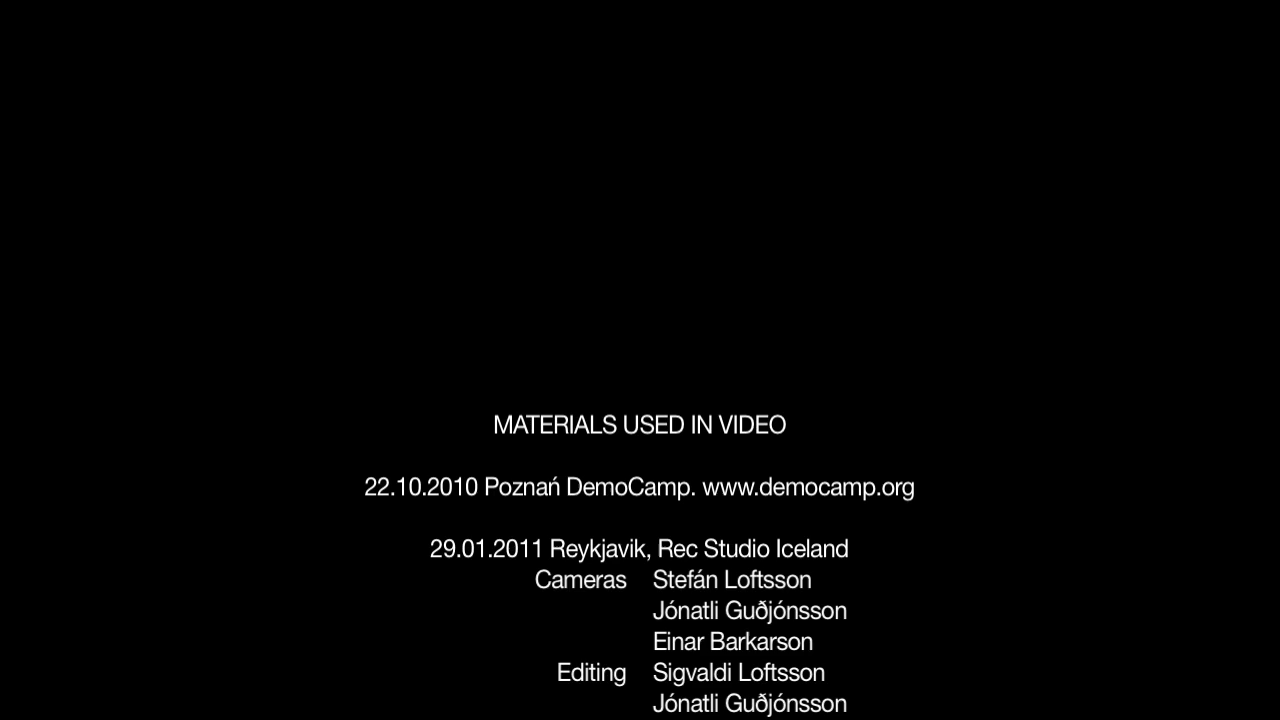 MATERIALS USED IN VIDEO
22.10.2010 Poznań DemoCamp. www.democamp.org
29.01.2011 Reykjavik, Rec Studio Iceland
Cameras Stefán Loftsson
Jónatli Guðjónsson
Einar Barkarson
Editing Sigvaldi Loftsson
Jónatli Guðjónsson